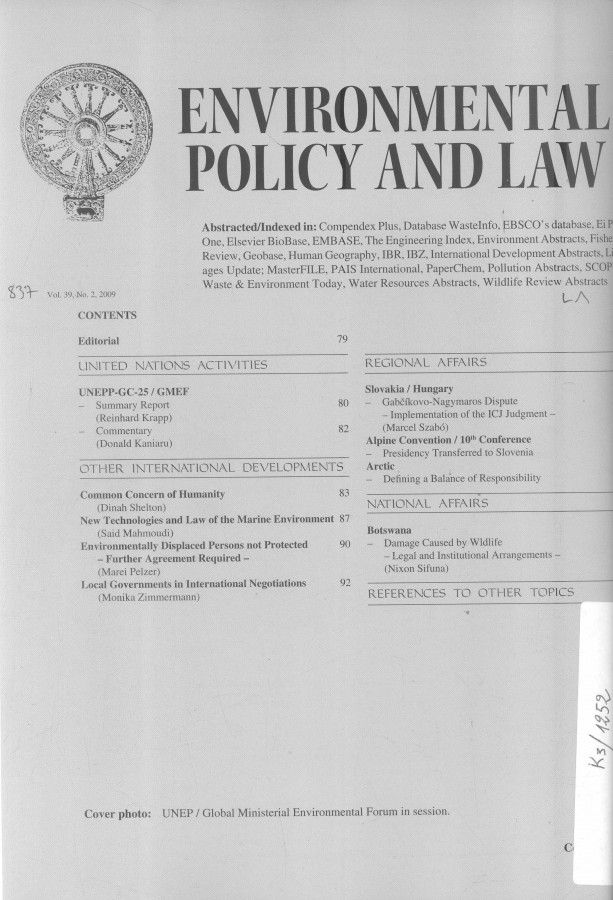 ENVIRONMENTAL
POLICY AND LAW
Abstracted/Indexed in: Compendex Plus, Database WasteInfo, EBSCO's database, Ei
One, Elsevier BioBase, EMBASE, The Engineering Index, Environment Abstracts,
Review, Geobase, Human Geography, IBR, IBZ, International Development Abstracts,
ages Update; MasterFILE, PAIS International, PaperChem, Pollution Abstracts,
Waste & Environment Today, Water Resources Abstracts, Wildlife Review Abstracts
837 Vol. 39, No. 2, 2009
CONTENTS
Editorial 79
UNITED NATIONS ACTIVITIES
UNEPP-GC-25 / GMEF
– Summary Report 80
(Reinhard Krapp)
– Commentary 82
(Donald Kaniaru)
OTHER INTERNATIONAL DEVELOPMENTS
Common Concern of Humanity 83
(Dinah Shelton)
New Technologies and Law of the Marine Environment 87
(Said Mahmoudi)
Environmentally Displaced Persons not Protected 90
– Further Agreement Required –
(Marei Pelzer)
Local Governments in International Negotiations 92
(Monika Zimmermann)
REGIONAL AFFAIRS
Slovakia / Hungary
– Gabčíkovo-Nagymaros Dispute
– Implementation of the ICJ Judgment –
(Marcel Szabó)
Alpine Convention / 10th Conference
– Presidency Transferred to Slovenia
Arctic
– Defining a Balance of Responsibility
NATIONAL AFFAIRS
Botswana
– Damage Caused by Wldlife
– Legal and Institutional Arrangements –
(Nixon Sifuna)
REFERENCES TO OTHER TOPICS
K3/1252
Cover photo: UNEP / Global Ministerial Environmental Forum in session.